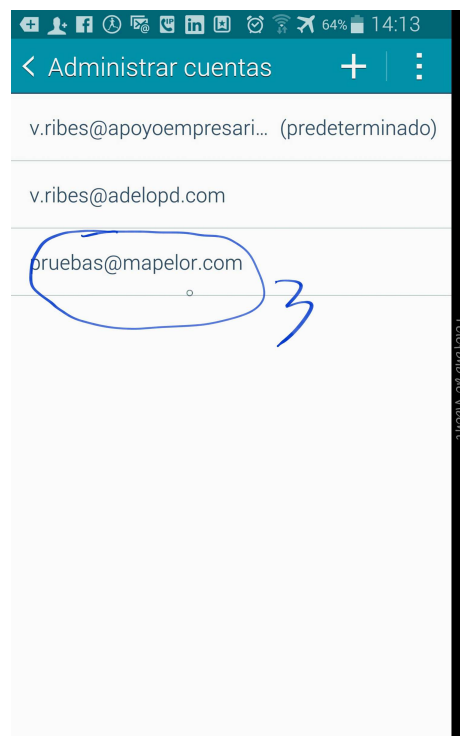 64% 14:13
Administrar cuentas
v.ribes@apoyoempresari... (predeterminado)
v.ribes@adelopd.com
pruebas@mapelor.com
3